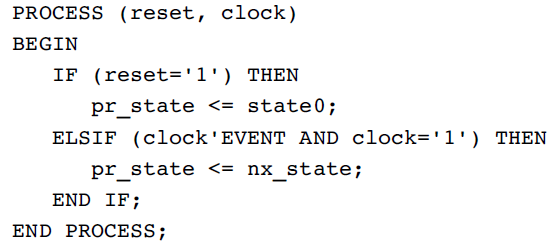 PROCESS (reset, clock)
BEGIN
   IF (reset='1') THEN
      pr_state <= state0;
   ELSIF (clock'EVENT AND clock='1') THEN
      pr_state <= nx_state;
   END IF;
END PROCESS;